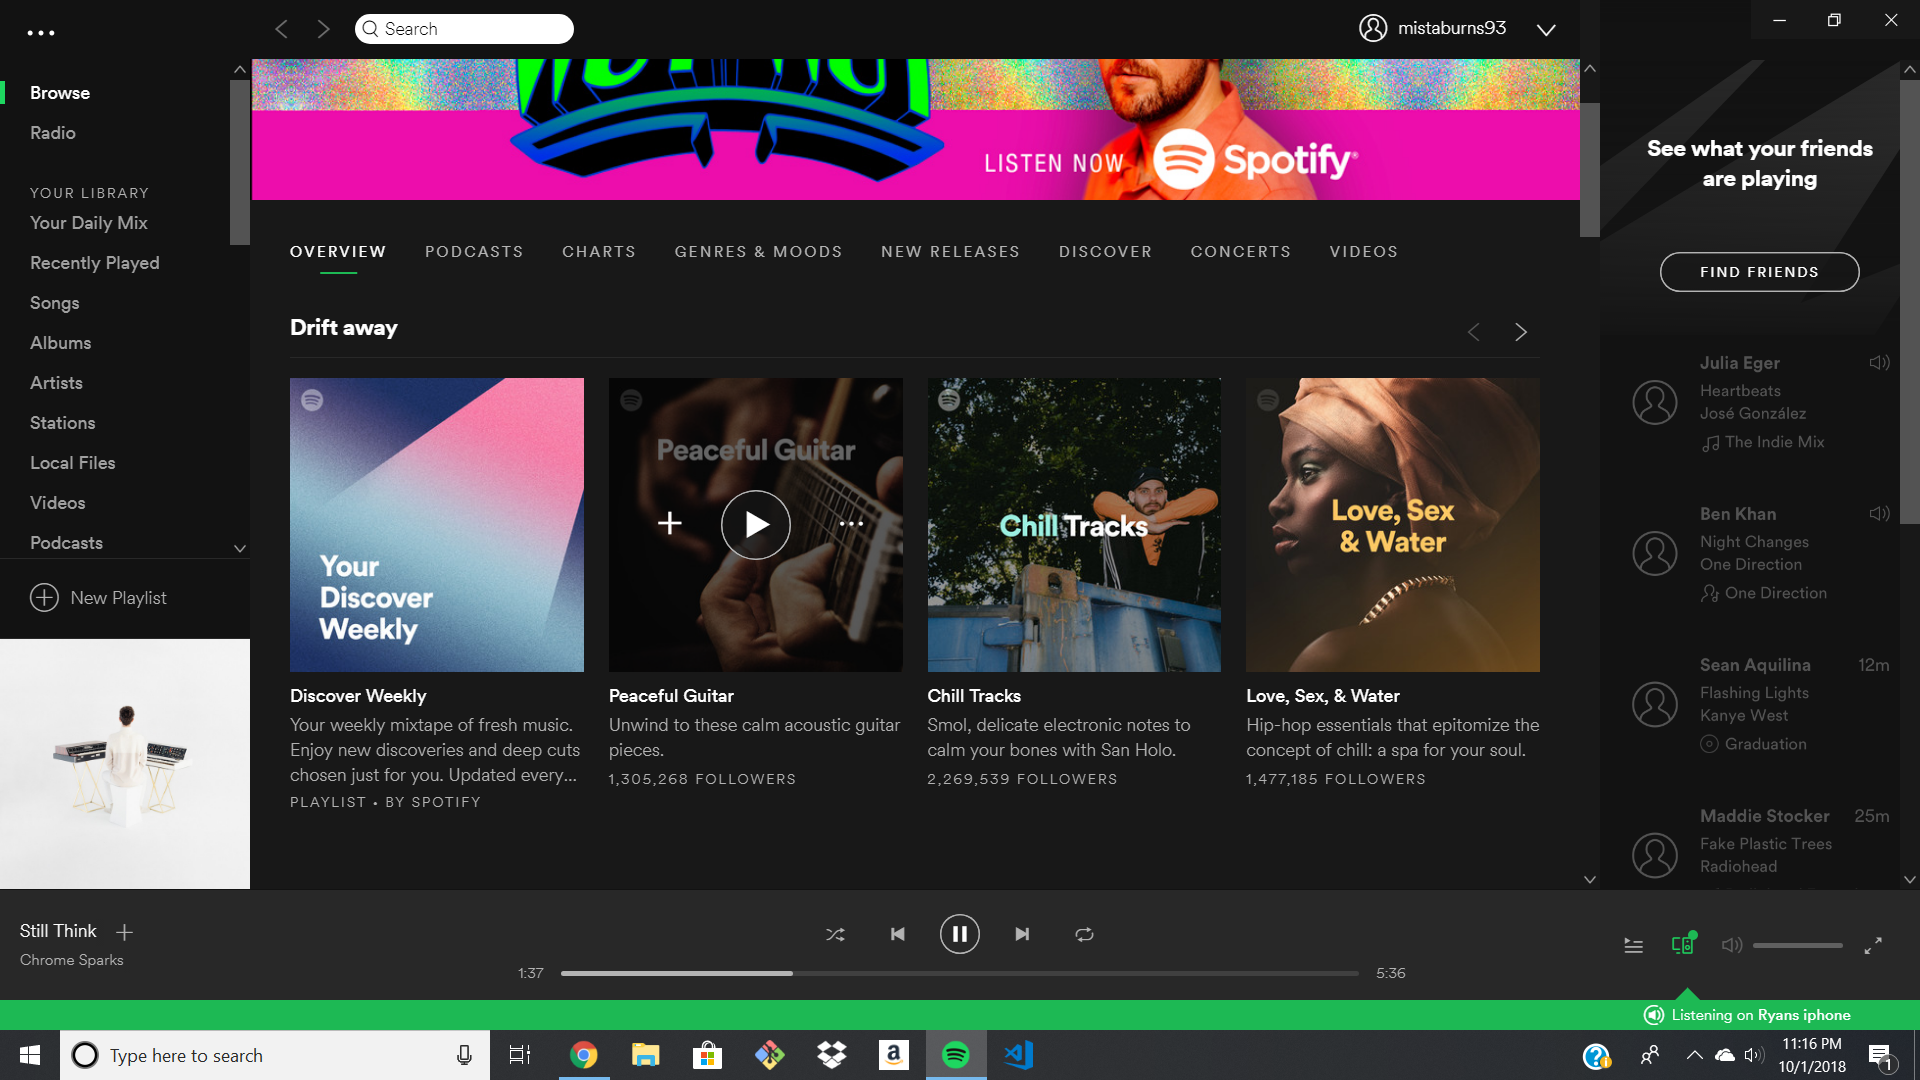 Search
mistaburns93
Browse
Radio
YOUR LIBRARY
Your Daily Mix
Recently Played
Songs
Albums
Artists
Stations
Local Files
Videos
Podcasts
New Playlist
LISTEN NOW Spotify®
OVERVIEW PODCASTS CHARTS GENRES & MOODS NEW RELEASES DISCOVER CONCERTS VIDEOS
Drift away
Your
Discover
Weekly
Discover Weekly
Your weekly mixtape of fresh music.
Enjoy new discoveries and deep cuts
chosen just for you. Updated every...
PLAYLIST • BY SPOTIFY
Peaceful Guitar
Peaceful Guitar
Unwind to these calm acoustic guitar
pieces.
1,305,268 FOLLOWERS
Chill Tracks
Chill Tracks
Smol, delicate electronic notes to
calm your bones with San Holo.
2,269,539 FOLLOWERS
Love, Sex
& Water
Love, Sex, & Water
Hip-hop essentials that epitomize the
concept of chill: a spa for your soul.
1,477,185 FOLLOWERS
See what your friends
are playing
FIND FRIENDS
Julia Eger
Heartbeats
José González
The Indie Mix
Ben Khan
Night Changes
One Direction
One Direction
Sean Aquilina 12m
Flashing Lights
Kanye West
Graduation
Maddie Stocker 25m
Fake Plastic Trees
Radiohead
Still Think
Chrome Sparks
1:37 5:36
Listening on Ryans iphone
Type here to search
11:16 PM
10/1/2018
1